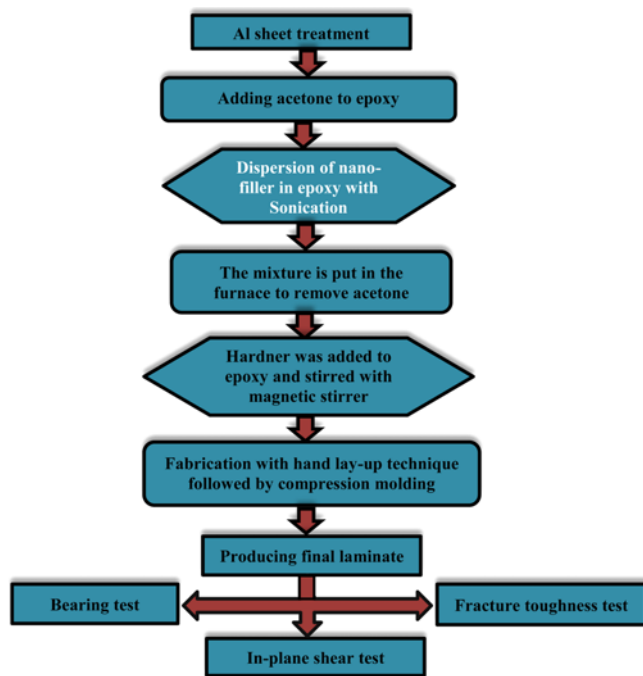 Al sheet treatment
Adding acetone to epoxy
Dispersion of nano-
filler in epoxy with
Sonication
The mixture is put in the
furnace to remove acetone
Hardner was added to
epoxy and stirred with
magnetic stirrer
Fabrication with hand lay-up technique
followed by compression molding
Producing final laminate
Bearing test
Fracture toughness test
In-plane shear test